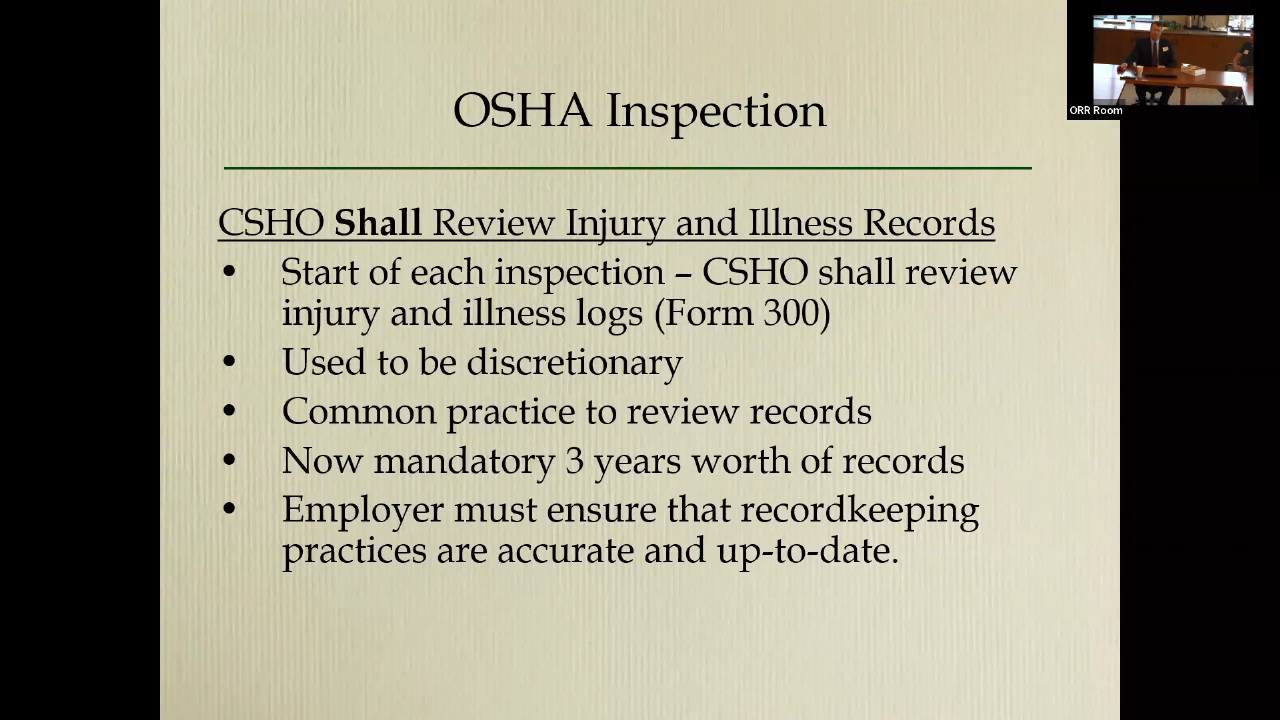 OSHA Inspection
ORR Room
CSHO Shall Review Injury and Illness Records
• Start of each inspection – CSHO shall review
injury and illness logs (Form 300)
• Used to be discretionary
• Common practice to review records
• Now mandatory 3 years worth of records
• Employer must ensure that recordkeeping
practices are accurate and up-to-date.